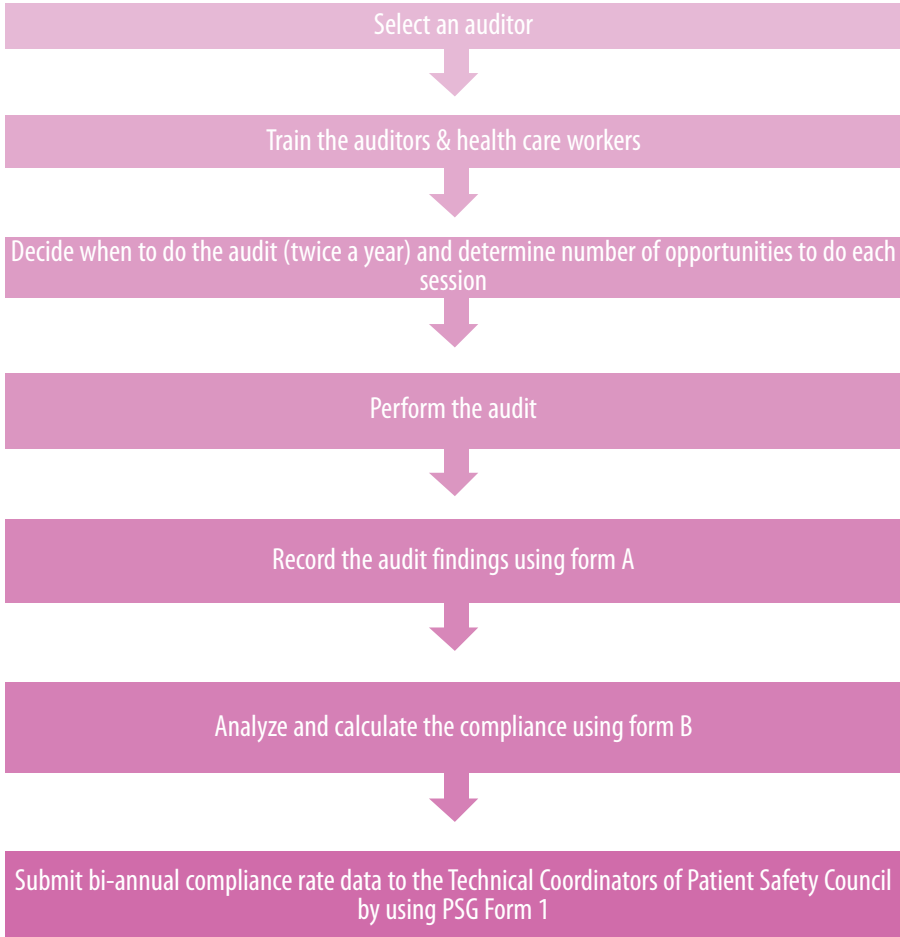 Select an auditor
Train the auditors & health care workers
Decide when to do the audit (twice a year) and determine number of opportunities to do each
session
Perform the audit
Record the audit findings using form A
Analyze and calculate the compliance using form B
Submit bi-annual compliance rate data to the Technical Coordinators of Patient Safety Council
by using PSG Form 1